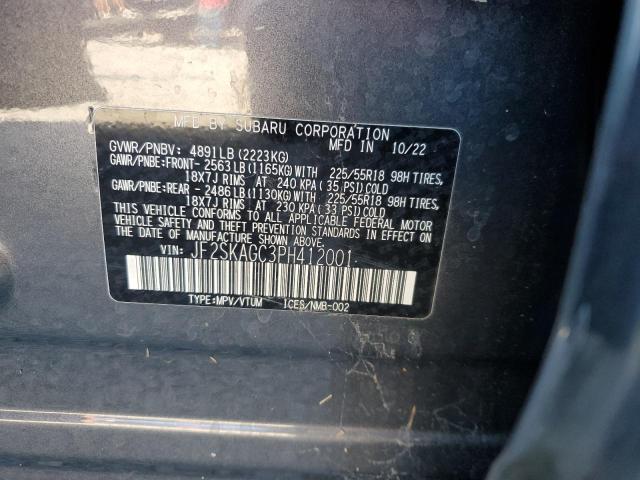 MFD BY SUBARU CORPORATION
GVWR/PNBV: 4891LB (2223KG) MFD IN 10/22
GAWR/PNBE: FRONT- 2563LB (1165KG) 225/55R18 98H TIRES,
18X7J RIMS AT 240 KPA ( 35 PSI) COLD
GAWR/PNBE: REAR - 2486LB (1130KG) 225/55R18 98H TIRES,
18X7J RIMS AT 230 KPA ( 33 PSI) COLD
THIS VEHICLE CONFORMS TO ALL APPLICABLE FEDERAL MOTOR
VEHICLE SAFETY AND THEFT PREVENTION STANDARDS IN EFFECT ON
THE DATE OF MANUFACTURE SHOWN ABOVE.
VIN: JF2SKAGC3PH412001
TYPE: MPV/VTUM ICES/NMB-002